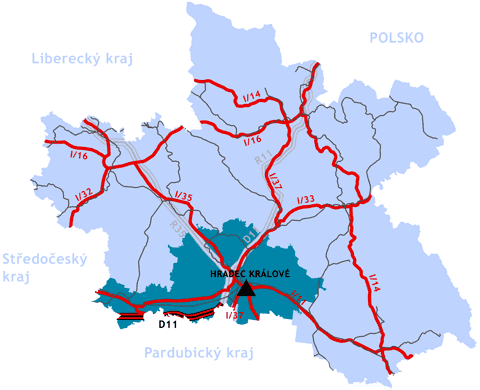 POLSKO
Liberecký kraj
I/14
I/16
R11
I/16
I/37
I/32
I/35
I/33
R35
D11
Středočeský
kraj
HRADEC KRÁLOVÉ
I/14
I/11
I/37
D11
Pardubický kraj